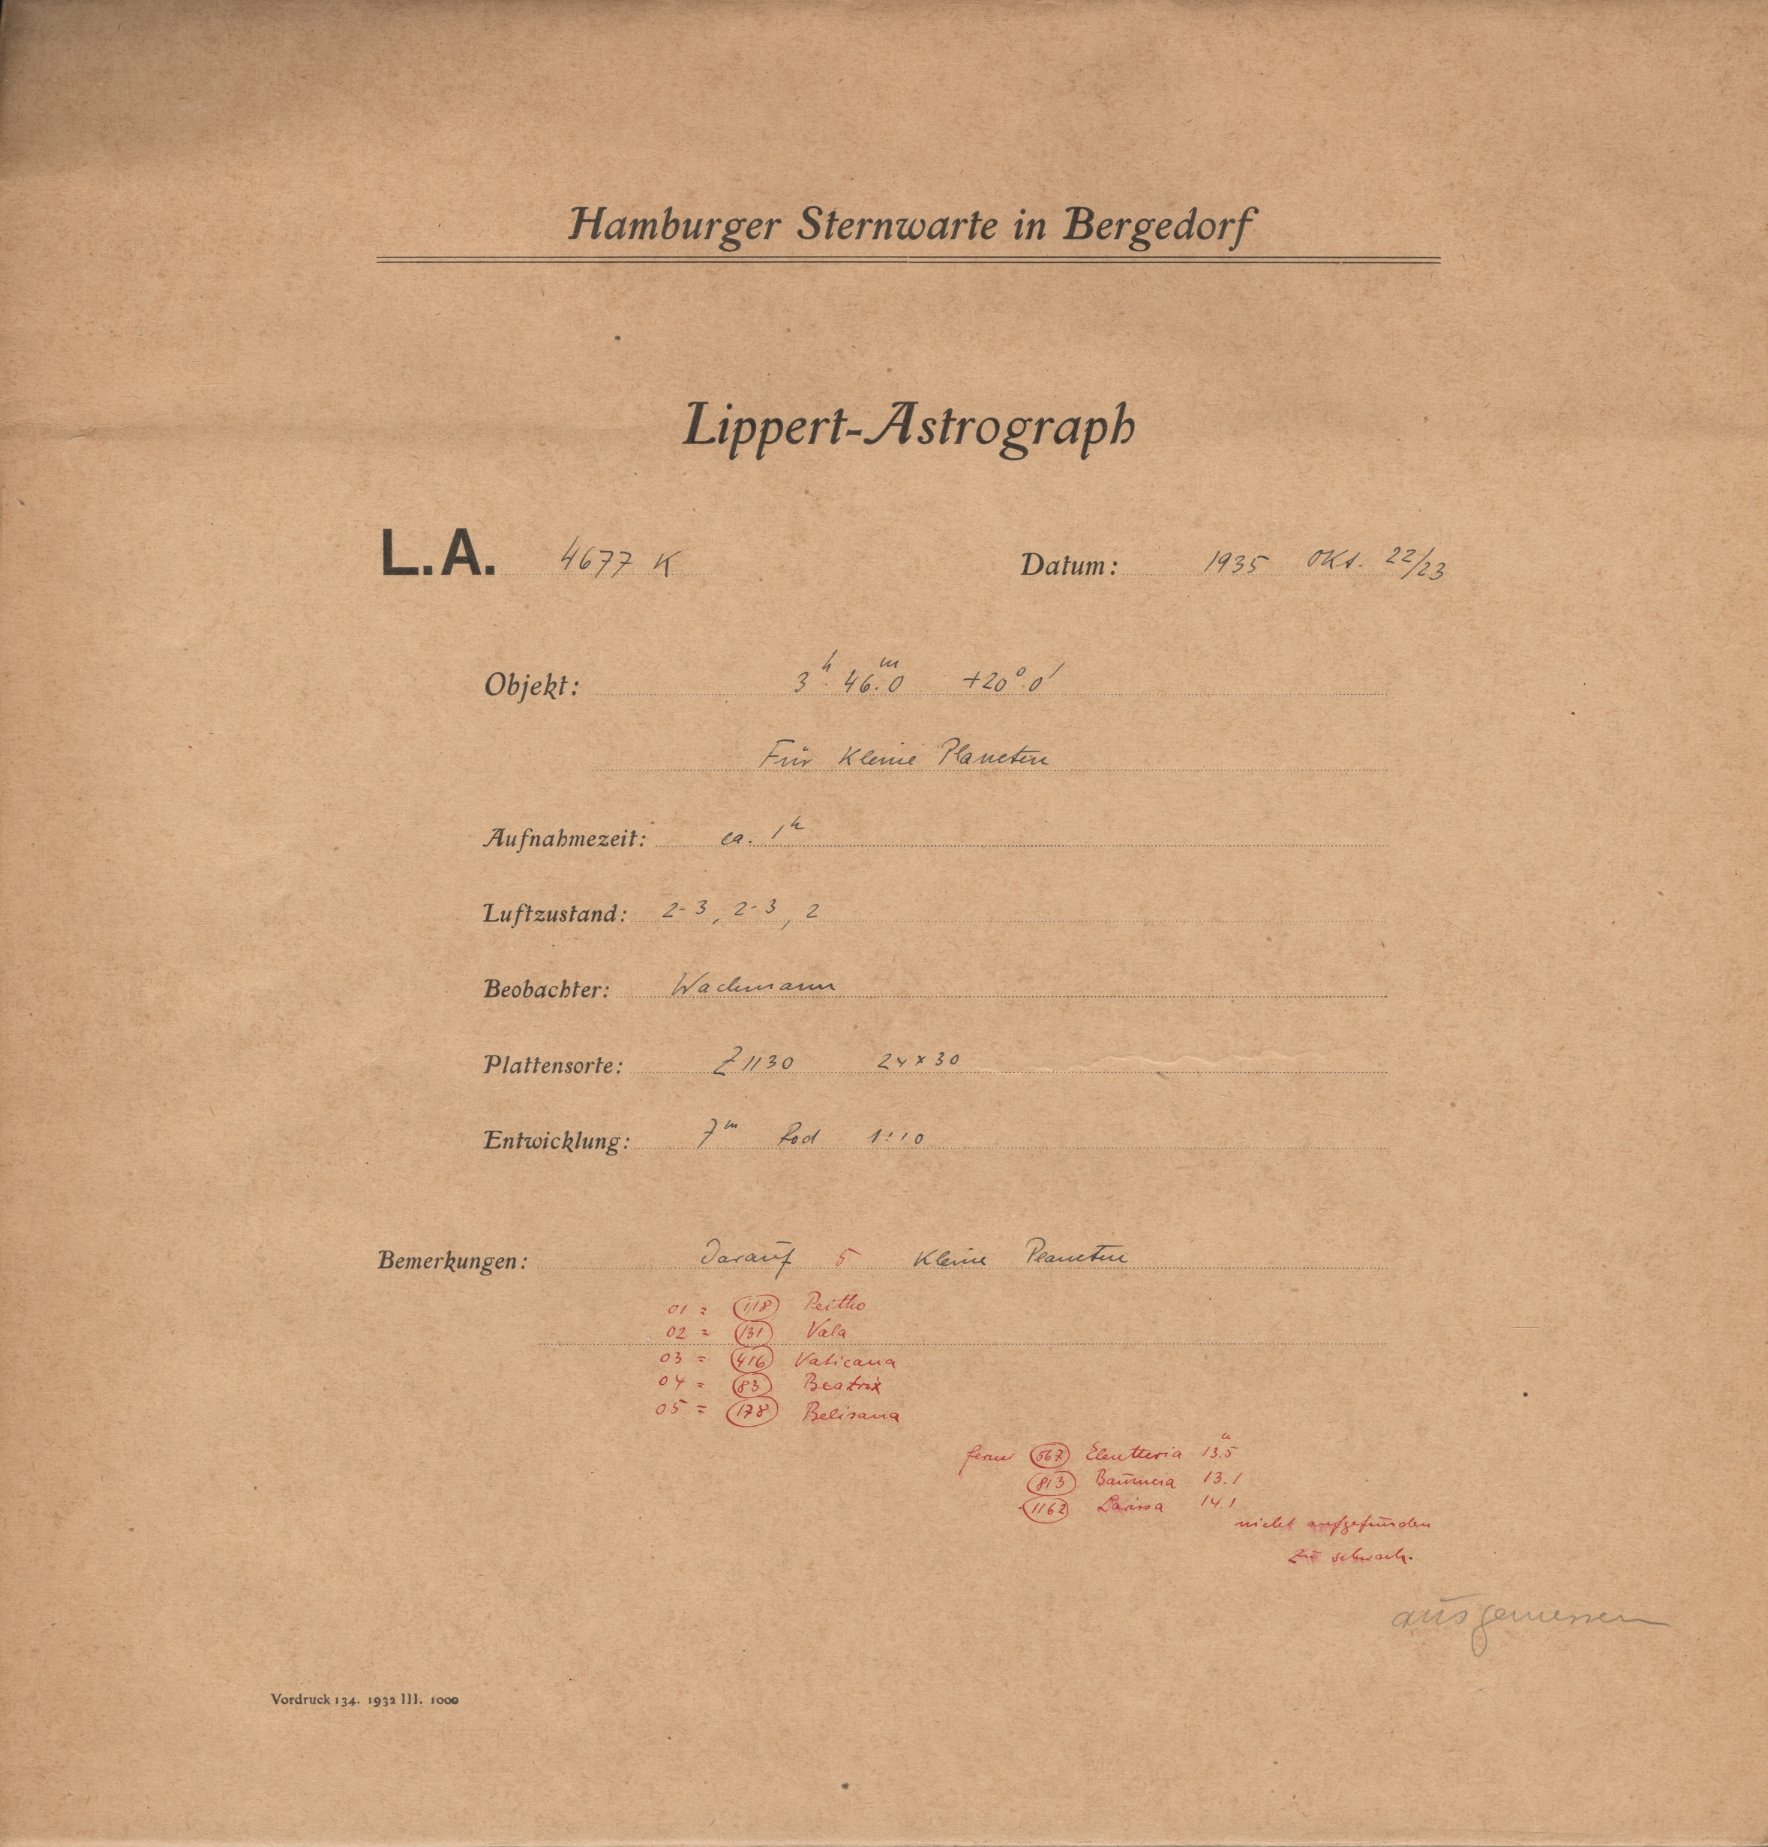 Hamburger Sternwarte in Bergedorf
Lippert-Astrograph
L.A. 4677 K Datum: 1935 Okt. 22/23
Objekt: 3ʰ 46.ᵐ0 +20°.0'
Für Kleine Planeten
Aufnahmezeit: ca. 1ʰ
Luftzustand: 2-3, 2-3, 2
Beobachter: Wachmann
Plattensorte: Z 1130 24 x 30
Entwicklung: 7ᵐ Rod 1:10
Bemerkungen: Darauf 5 Kleine Planeten
01 = (118) Peitho
02 = (131) Vala
03 = (416) Vaticana
04 = (83) Beatrix
05 = (178) Belisana
ferner (567) Eleutheria 13.ᵐ5
(813) Baumeia 13.1
(1162) Larissa 14.1
nicht aufgefunden
zu schwach.
ausgemessen
Vordruck 134. 1932 III. 1000